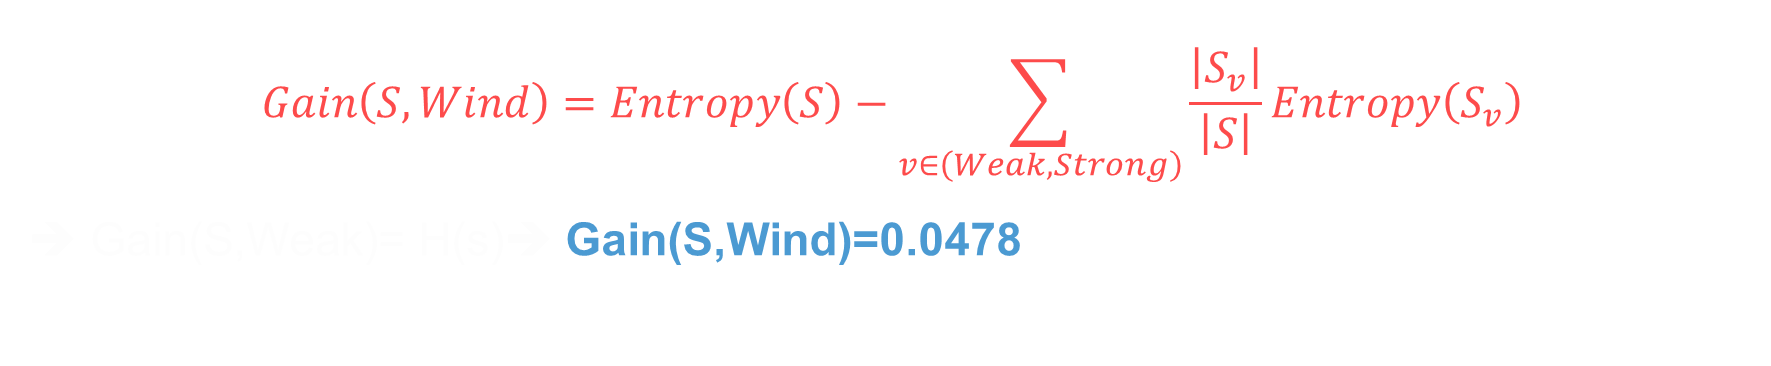 Gain(S, Wind) = Entropy(S) − ∑ v∈(Weak,Strong) |Sv|/|S| Entropy(Sv)
➔ Gain(S,Weak)= H(s)➔ Gain(S,Wind)=0.0478